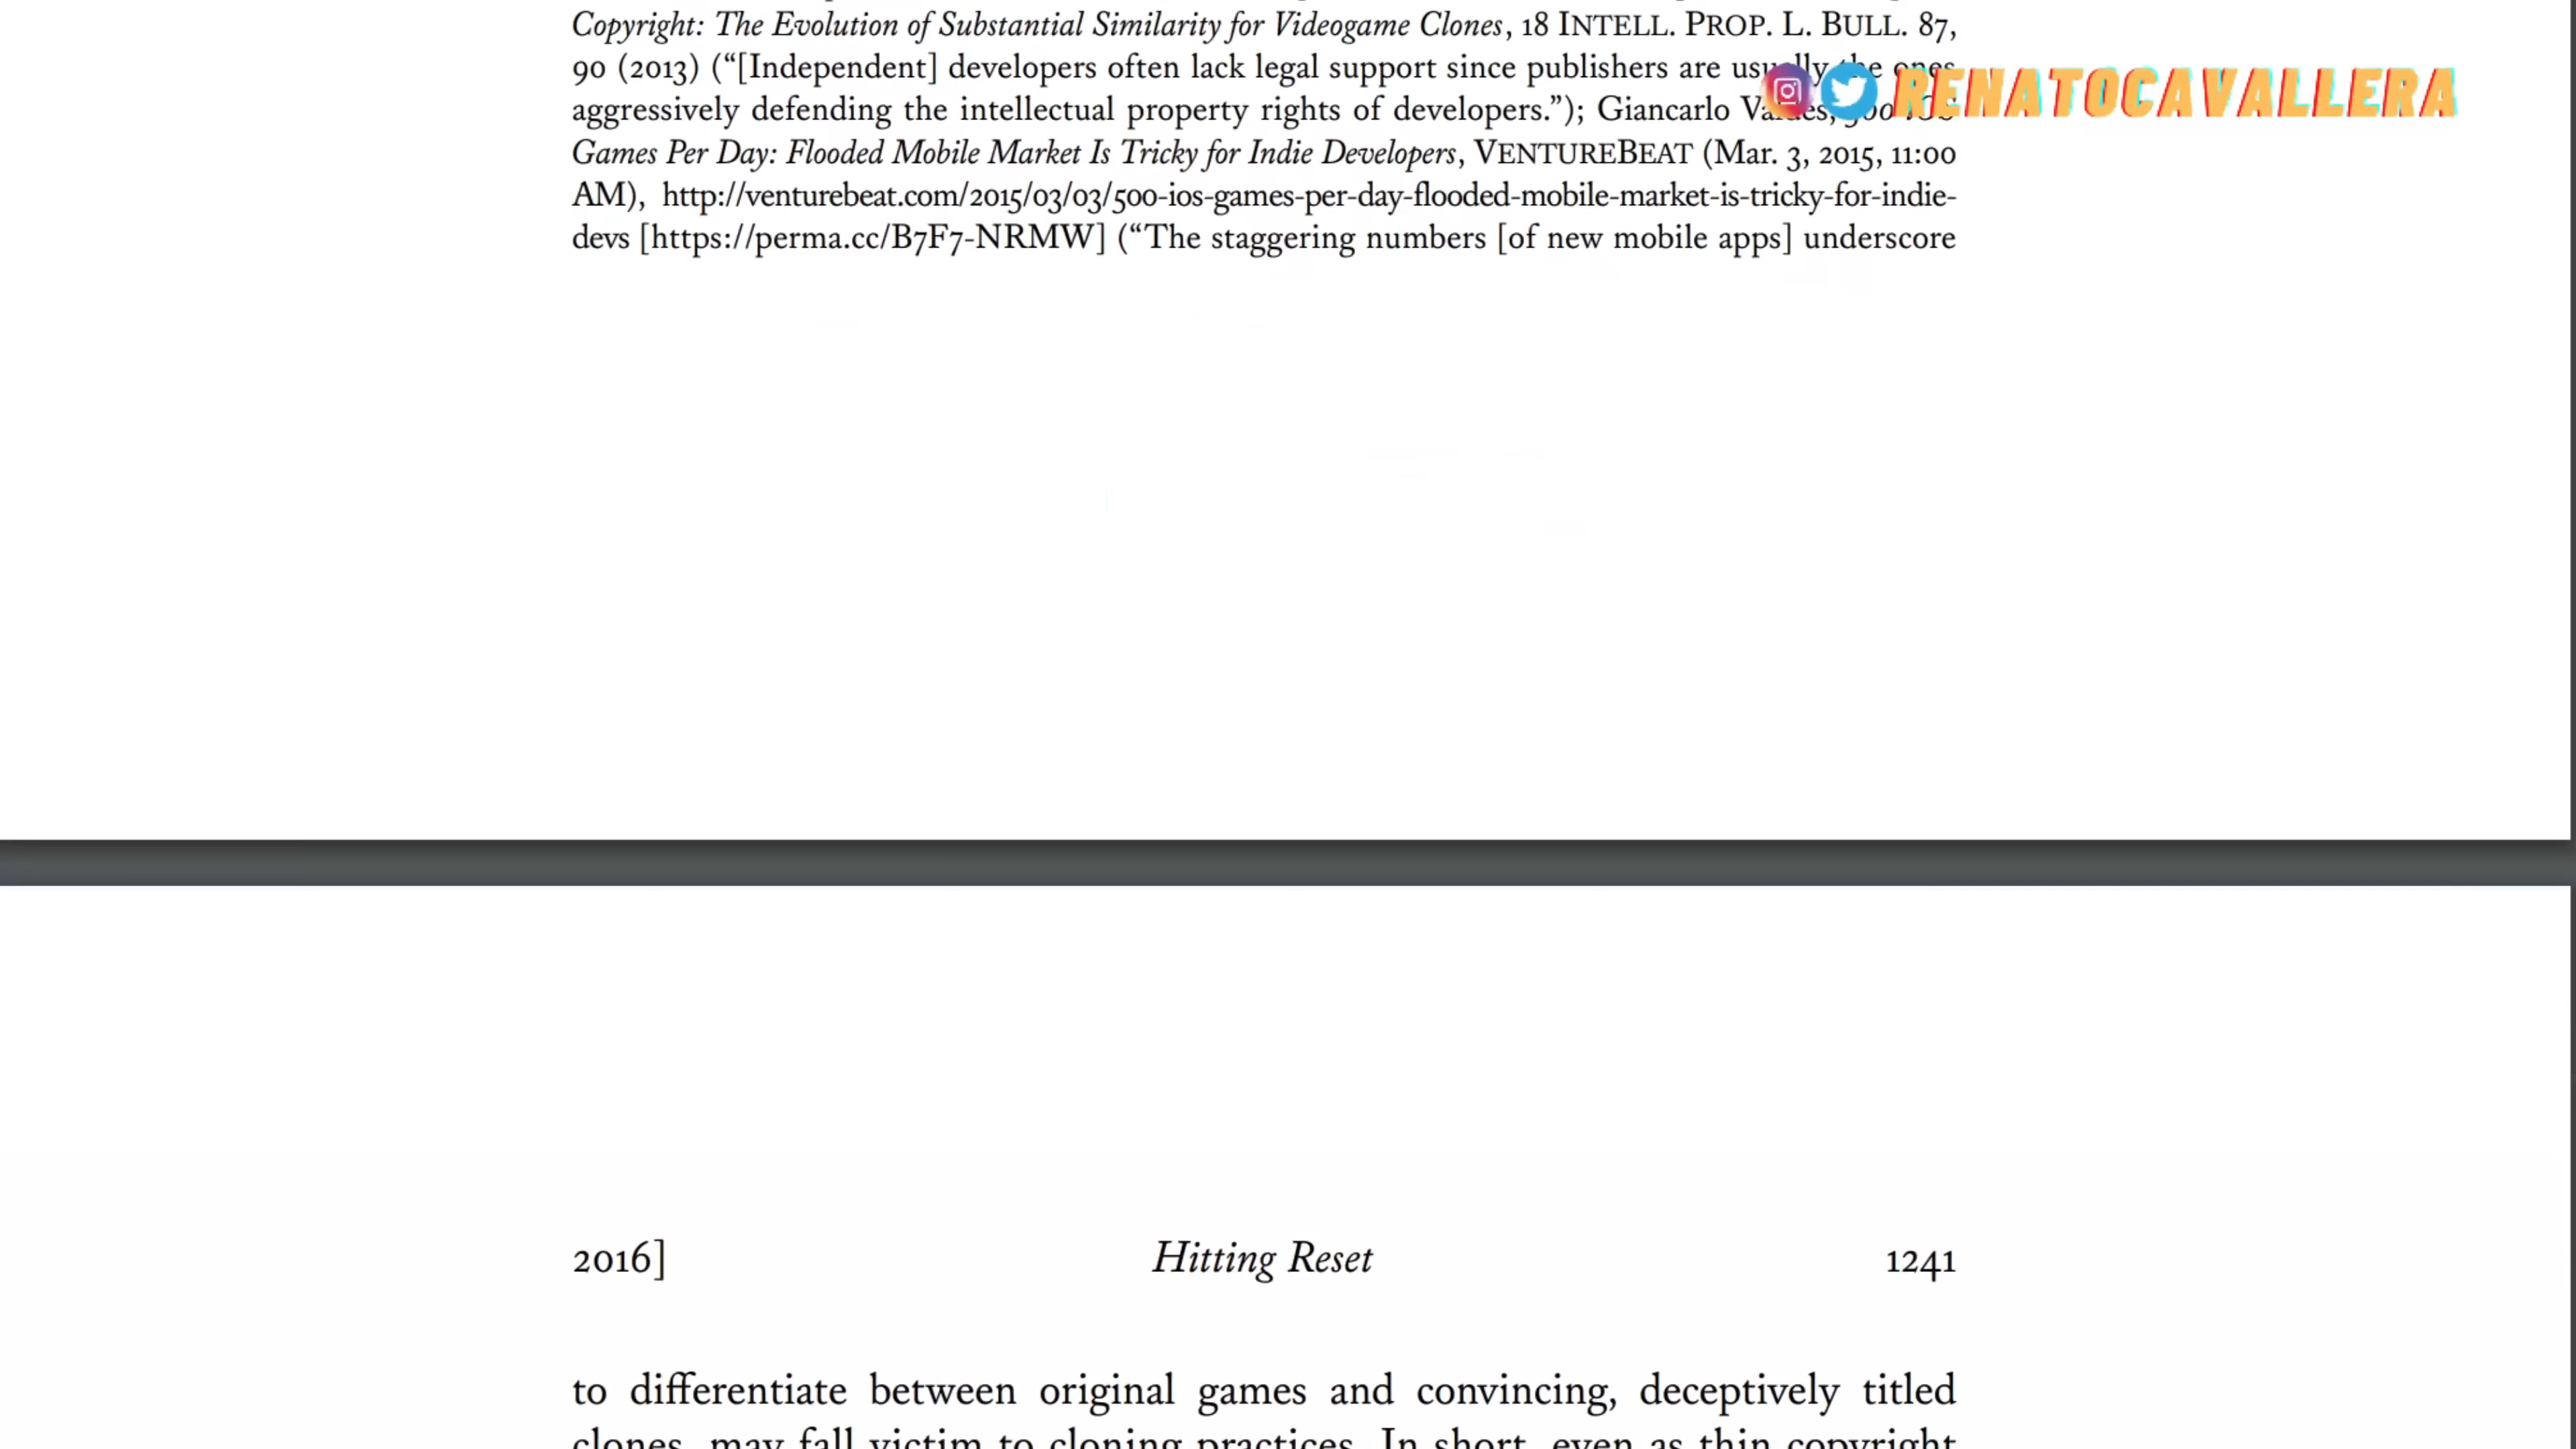 Copyright: The Evolution of Substantial Similarity for Videogame Clones, 18 INTELL. PROP. L. BULL. 87,
90 (2013) (“[Independent] developers often lack legal support since publishers are usually the ones
RENATOCAVALLERA
aggressively defending the intellectual property rights of developers.”); Giancarlo
Games Per Day: Flooded Mobile Market Is Tricky for Indie Developers, VENTUREBEAT (Mar. 3, 2015, 11:00
AM), http://venturebeat.com/2015/03/03/500-ios-games-per-day-flooded-mobile-market-is-tricky-for-indie-
devs [https://perma.cc/B7F7-NRMW] (“The staggering numbers [of new mobile apps] underscore
2016] Hitting Reset 1241
to differentiate between original games and convincing, deceptively titled
clones, may fall victim to cloning practices. In short, even as thin copyright